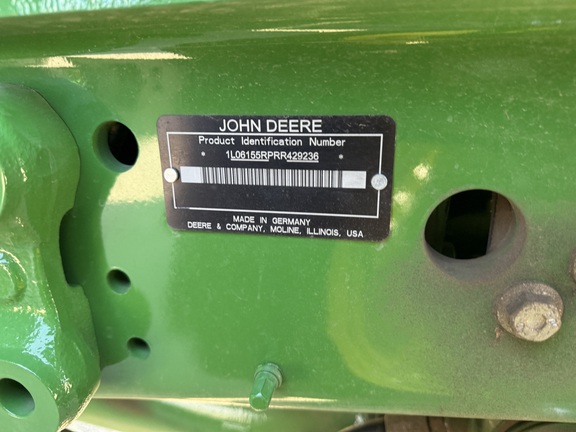 JOHN DEERE
Product Identification Number
* 1L06155RPRR429236 *
MADE IN GERMANY
DEERE & COMPANY, MOLINE, ILLINOIS, USA